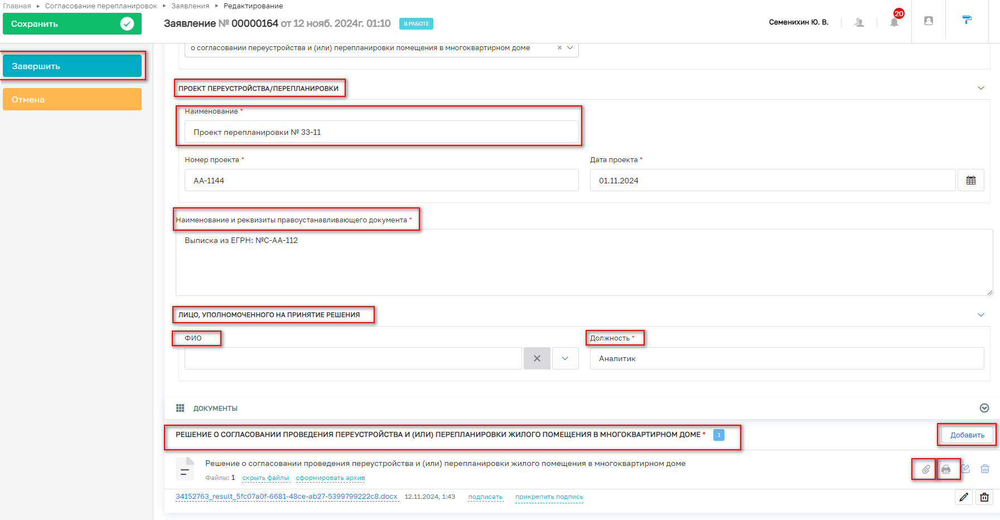 Главная ▸ Согласование перепланировок ▸ Заявления ▸ Редактирование
Сохранить
Заявление № 00000164 от 12 нояб. 2024г. 01:10 В РАБОТЕ
Семенихин Ю. В.
20
Завершить
Отмена
о согласовании переустройства и (или) перепланировки помещения в многоквартирном доме
ПРОЕКТ ПЕРЕУСТРОЙСТВА/ПЕРЕПЛАНИРОВКИ
Наименование *
Проект перепланировки № 33-11
Номер проекта *
Дата проекта *
АА-1144
01.11.2024
Наименование и реквизиты правоустанавливающего документа *
Выписка из ЕГРН: №С-АА-112
ЛИЦО, УПОЛНОМОЧЕННОГО НА ПРИНЯТИЕ РЕШЕНИЯ
ФИО
Должность *
Аналитик
ДОКУМЕНТЫ
РЕШЕНИЕ О СОГЛАСОВАНИИ ПРОВЕДЕНИЯ ПЕРЕУСТРОЙСТВА И (ИЛИ) ПЕРЕПЛАНИРОВКИ ЖИЛОГО ПОМЕЩЕНИЯ В МНОГОКВАРТИРНОМ ДОМЕ * 1
Добавить
Решение о согласовании проведения переустройства и (или) перепланировки жилого помещения в многоквартирном доме
Файлы: 1 скрыть файлы сформировать архив
34152763_result_5fc07a0f-6681-48ce-ab27-5399799222c8.docx 12.11.2024, 1:43 подписать прикрепить подпись